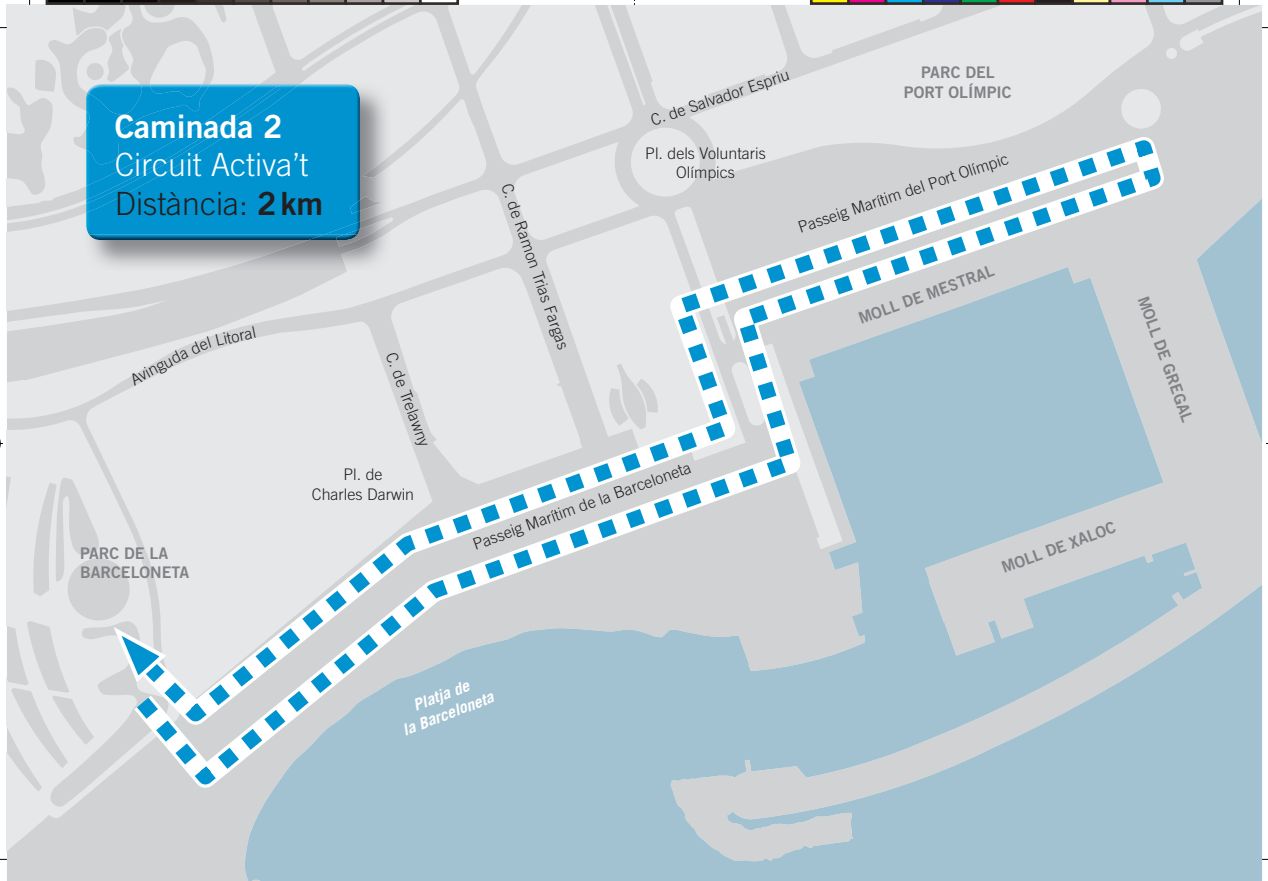 Caminada 2
Circuit Activa't
Distància: 2 km
PARC DEL
PORT OLÍMPIC
C. de Salvador Espriu
Pl. dels Voluntaris
Olímpics
Passeig Marítim del Port Olímpic
C. de Ramon Trias Fargas
MOLL DE MESTRAL
MOLL DE GREGAL
Avinguda del Litoral
C. de Trelawny
Pl. de
Charles Darwin
Passeig Marítim de la Barceloneta
MOLL DE XALOC
PARC DE LA
BARCELONETA
Platja de
la Barceloneta